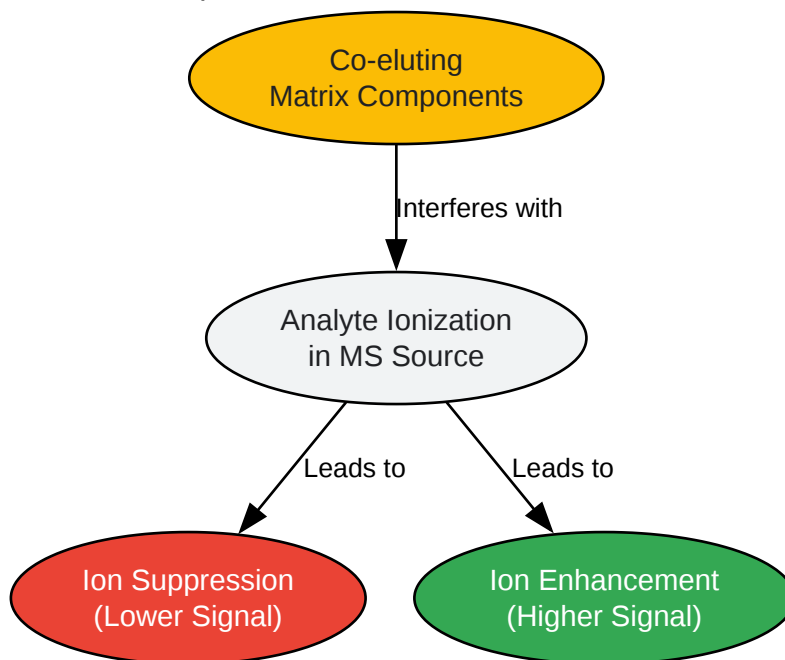 Co-eluting
Matrix Components
Interferes with
Analyte Ionization
in MS Source
Leads to
Leads to
Ion Suppression
(Lower Signal)
Ion Enhancement
(Higher Signal)